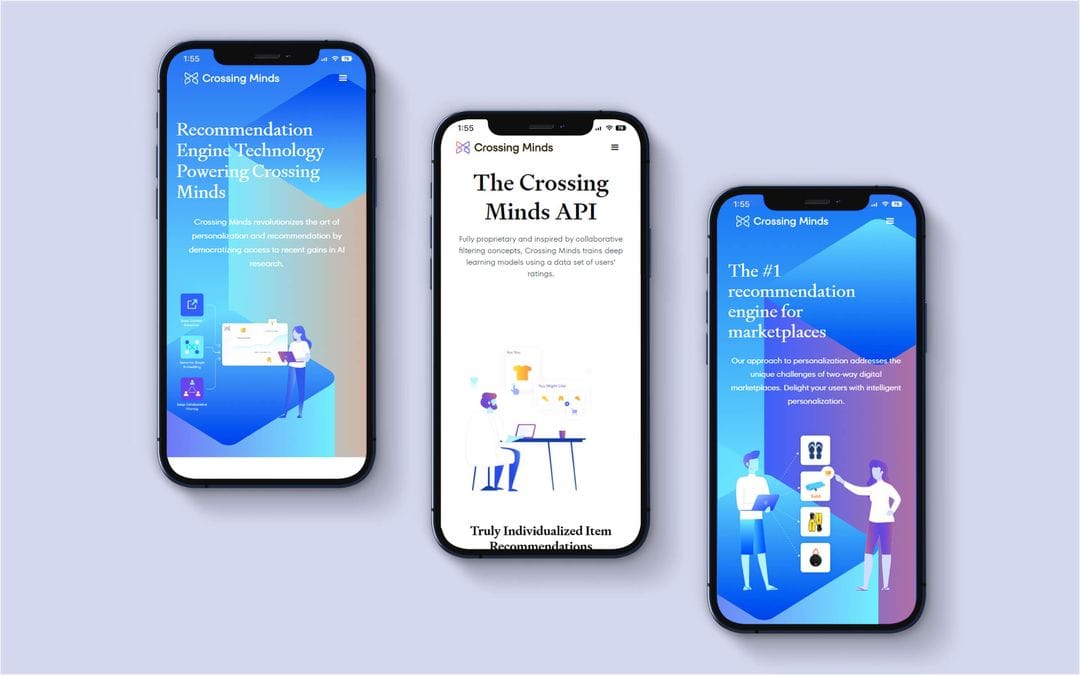 1:55
78
Crossing Minds
Recommendation
Engine Technology
Powering Crossing
Minds
Crossing Minds revolutionizes the art of
personalization and recommendation by
democratizing access to recent gains in AI
research.
1:55
78
Crossing Minds
The Crossing
Minds API
Fully proprietary and inspired by collaborative
filtering concepts, Crossing Minds trains deep
learning models using a data set of users'
ratings.
For You
You Might Like
Truly Individualized Item
Recommendations
1:55
78
Crossing Minds
The #1
recommendation
engine for
marketplaces
Our approach to personalization addresses the
unique challenges of two-way digital
marketplaces. Delight your users with intelligent
personalization.
Sold